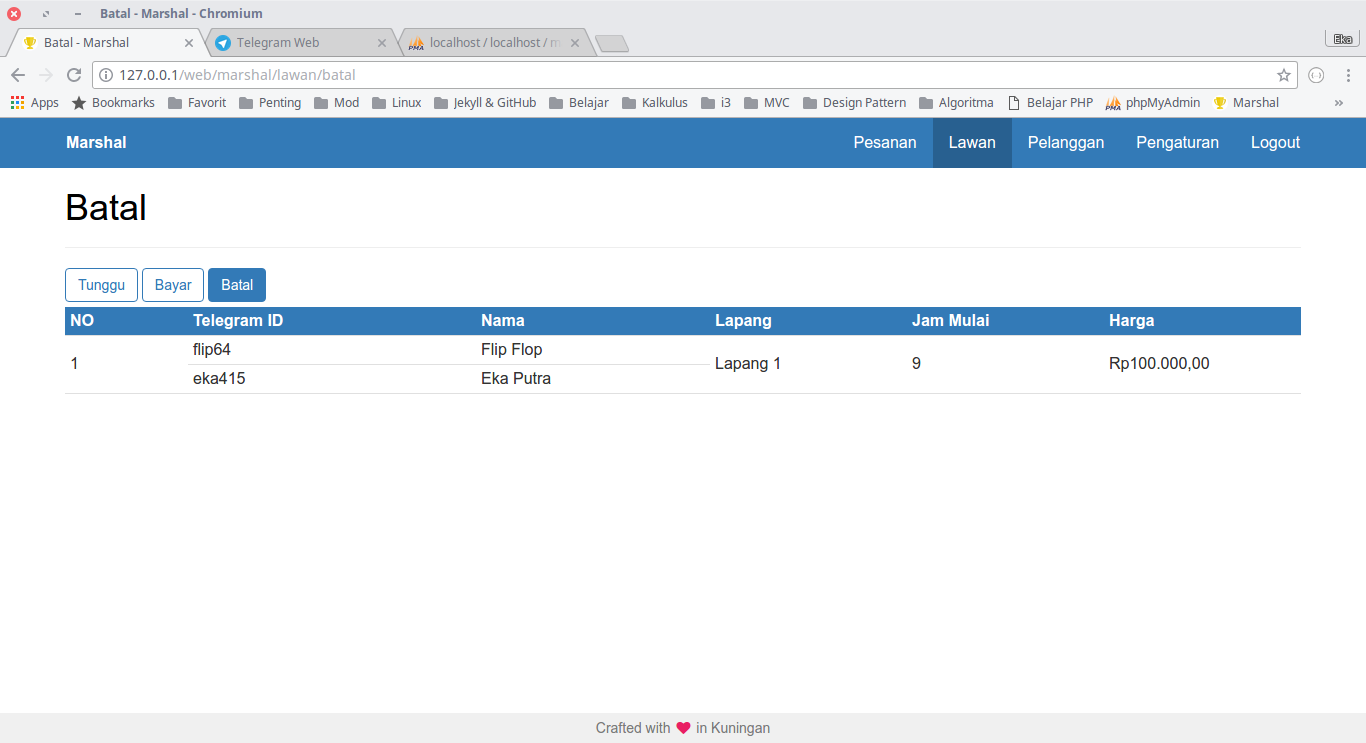 Batal - Marshal - Chromium
Batal - Marshal
Telegram Web
localhost / localhost / m
Eka
127.0.0.1/web/marshal/lawan/batal
Apps Bookmarks Favorit Penting Mod Linux Jekyll & GitHub Belajar Kalkulus i3 MVC Design Pattern Algoritma Belajar PHP phpMyAdmin Marshal »
Marshal Pesanan Lawan Pelanggan Pengaturan Logout
Batal
Tunggu Bayar Batal
NO Telegram ID Nama Lapang Jam Mulai Harga
flip64 Flip Flop
1 Lapang 1 9 Rp100.000,00
eka415 Eka Putra
Crafted with ❤ in Kuningan